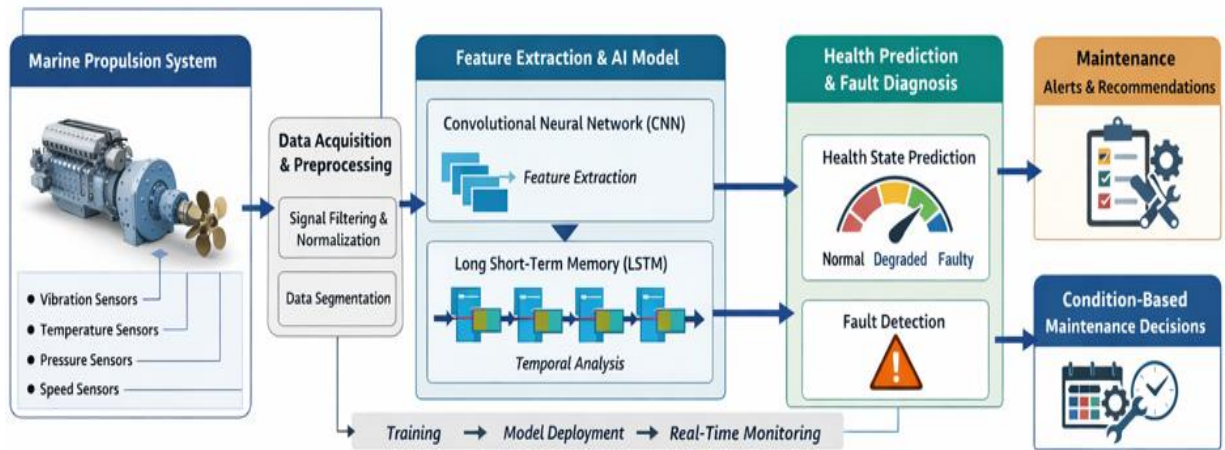 Marine Propulsion System
● Vibration Sensors
● Temperature Sensors
● Pressure Sensors
● Speed Sensors
Data Acquisition
& Preprocessing
Signal Filtering &
Normalization
Data Segmentation
Feature Extraction & AI Model
Convolutional Neural Network (CNN)
Feature Extraction
Long Short-Term Memory (LSTM)
Temporal Analysis
Health Prediction
& Fault Diagnosis
Health State Prediction
Normal Degraded Faulty
Fault Detection
Maintenance
Alerts & Recommendations
Condition-Based
Maintenance Decisions
Training → Model Deployment → Real-Time Monitoring